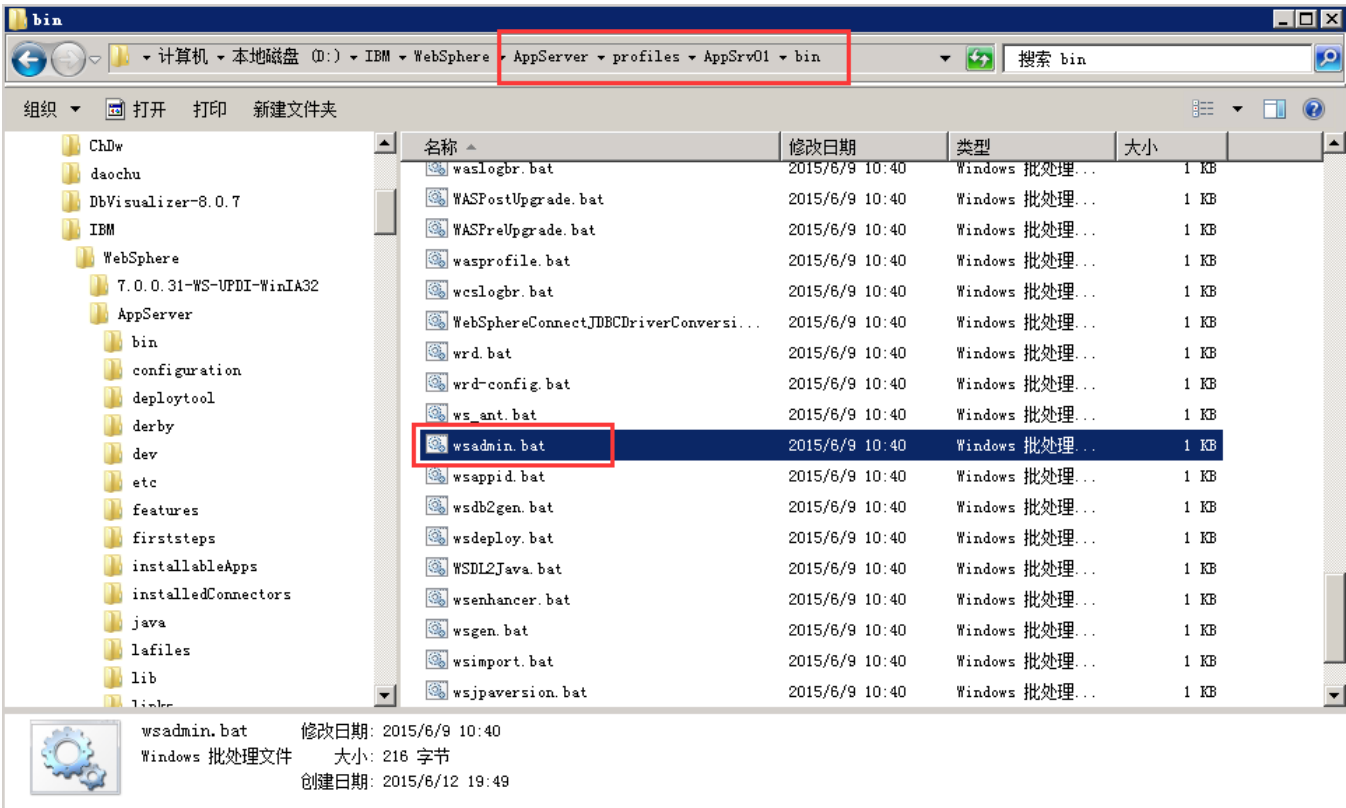 bin
计算机 本地磁盘 (D:) IBM WebSphere AppServer profiles AppSrv01 bin 搜索 bin
组织 打开 打印 新建文件夹
ChDw
daochu
DbVisualizer-8.0.7
IBM
WebSphere
7.0.0.31-WS-UPDI-WinIA32
AppServer
bin
configuration
deploytool
derby
dev
etc
features
firststeps
installableApps
installedConnectors
java
lafiles
lib
links
名称 修改日期 类型 大小
waslogbr.bat 2015/6/9 10:40 Windows 批处理... 1 KB
WASPostUpgrade.bat 2015/6/9 10:40 Windows 批处理... 1 KB
WASPreUpgrade.bat 2015/6/9 10:40 Windows 批处理... 1 KB
wasprofile.bat 2015/6/9 10:40 Windows 批处理... 1 KB
wcslogbr.bat 2015/6/9 10:40 Windows 批处理... 1 KB
WebSphereConnectJDBCDriverConversi... 2015/6/9 10:40 Windows 批处理... 1 KB
wrd.bat 2015/6/9 10:40 Windows 批处理... 1 KB
wrd-config.bat 2015/6/9 10:40 Windows 批处理... 1 KB
ws_ant.bat 2015/6/9 10:40 Windows 批处理... 1 KB
wsadmin.bat 2015/6/9 10:40 Windows 批处理... 1 KB
wsappid.bat 2015/6/9 10:40 Windows 批处理... 1 KB
wsdb2gen.bat 2015/6/9 10:40 Windows 批处理... 1 KB
wsdeploy.bat 2015/6/9 10:40 Windows 批处理... 1 KB
WSDL2Java.bat 2015/6/9 10:40 Windows 批处理... 1 KB
wsenhancer.bat 2015/6/9 10:40 Windows 批处理... 1 KB
wsgen.bat 2015/6/9 10:40 Windows 批处理... 1 KB
wsimport.bat 2015/6/9 10:40 Windows 批处理... 1 KB
wsjpaversion.bat 2015/6/9 10:40 Windows 批处理... 1 KB
wsadmin.bat 修改日期: 2015/6/9 10:40
Windows 批处理文件 大小: 216 字节
创建日期: 2015/6/12 19:49